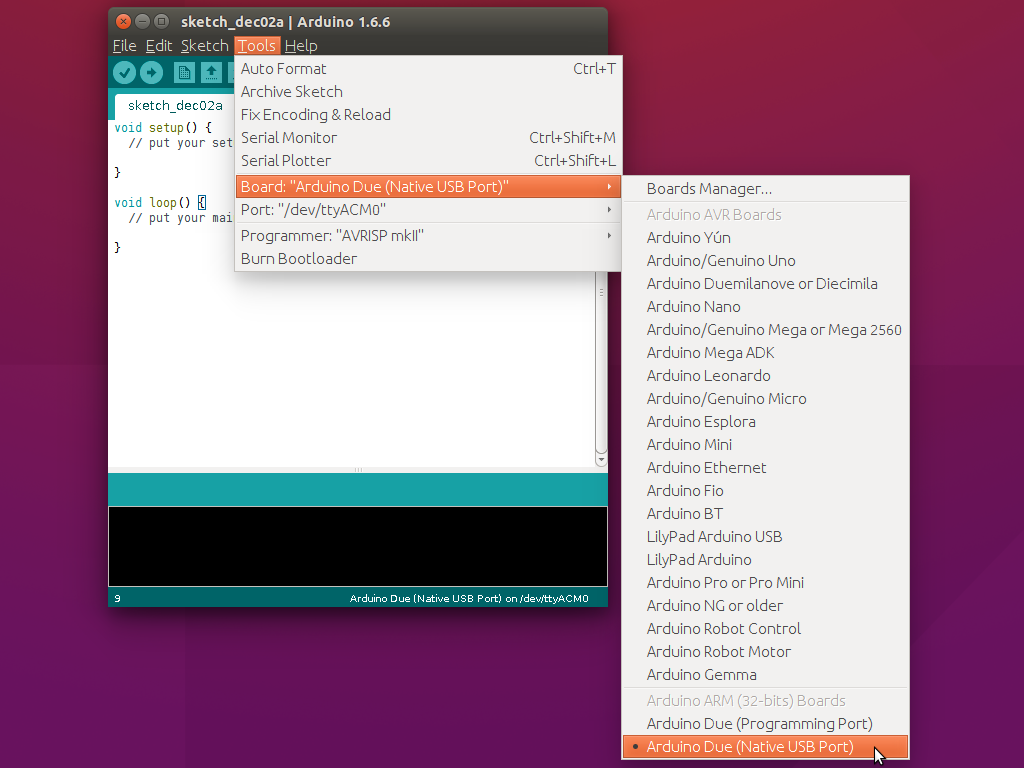 sketch_dec02a | Arduino 1.6.6
File Edit Sketch Tools Help
Auto Format Ctrl+T
Archive Sketch
Fix Encoding & Reload
Serial Monitor Ctrl+Shift+M
Serial Plotter Ctrl+Shift+L
Board: "Arduino Due (Native USB Port)"
Port: "/dev/ttyACM0"
Programmer: "AVRISP mkII"
Burn Bootloader
sketch_dec02a
void setup() {
// put your set
}
void loop() {
// put your mai
}
Boards Manager...
Arduino AVR Boards
Arduino Yún
Arduino/Genuino Uno
Arduino Duemilanove or Diecimila
Arduino Nano
Arduino/Genuino Mega or Mega 2560
Arduino Mega ADK
Arduino Leonardo
Arduino/Genuino Micro
Arduino Esplora
Arduino Mini
Arduino Ethernet
Arduino Fio
Arduino BT
LilyPad Arduino USB
LilyPad Arduino
Arduino Pro or Pro Mini
Arduino NG or older
Arduino Robot Control
Arduino Robot Motor
Arduino Gemma
Arduino ARM (32-bits) Boards
Arduino Due (Programming Port)
Arduino Due (Native USB Port)
9 Arduino Due (Native USB Port) on /dev/ttyACM0